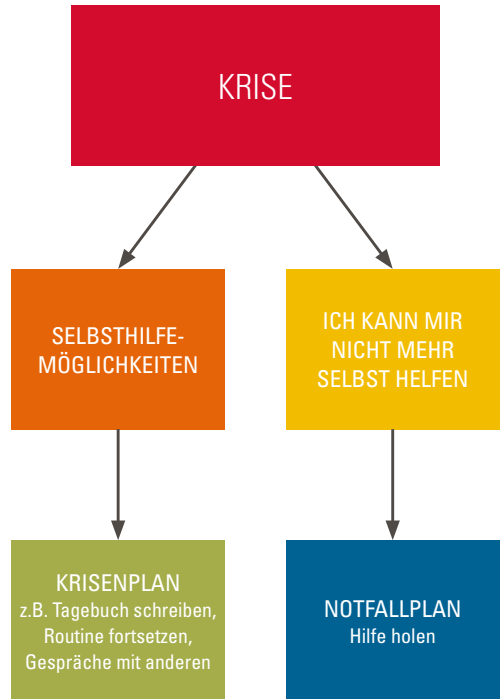 KRISE
SELBSTHILFE-
MÖGLICHKEITEN
ICH KANN MIR
NICHT MEHR
SELBST HELFEN
KRISENPLAN
z.B. Tagebuch schreiben,
Routine fortsetzen,
Gespräche mit anderen
NOTFALLPLAN
Hilfe holen